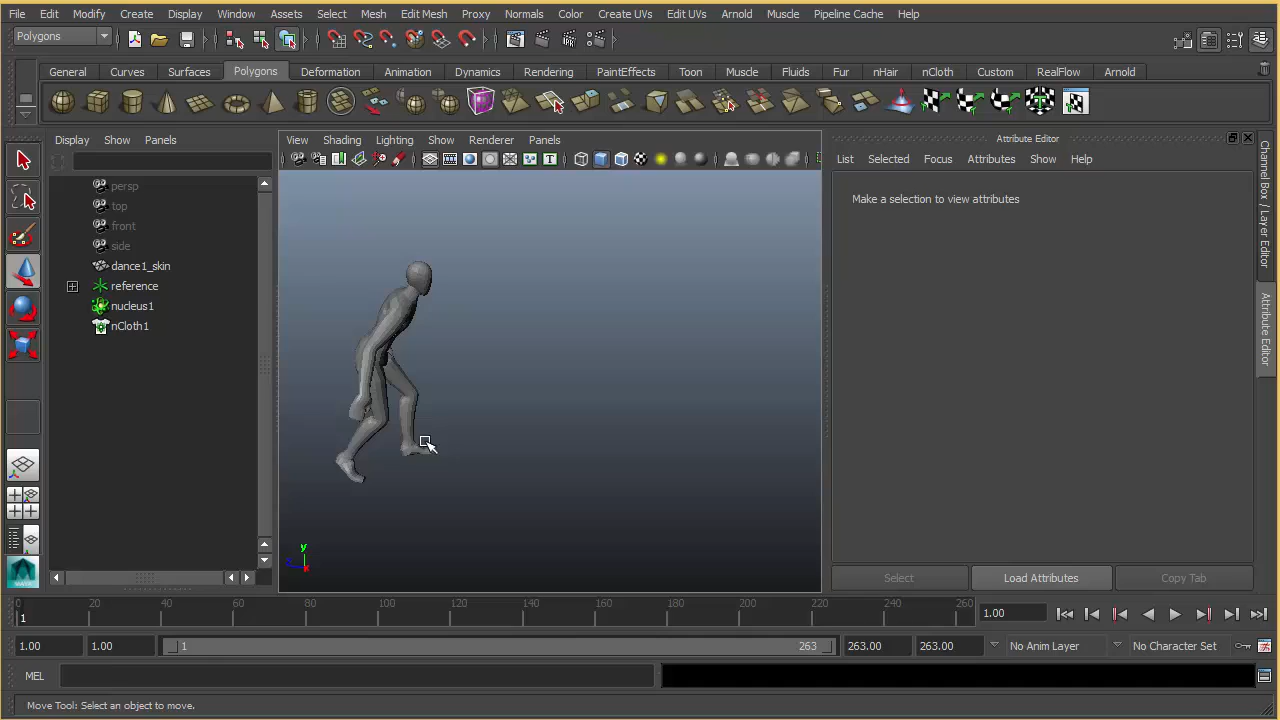 File Edit Modify Create Display Window Assets Select Mesh Edit Mesh Proxy Normals Color Create UVs Edit UVs Arnold Muscle Pipeline Cache Help
Polygons
General Curves Surfaces Polygons Deformation Animation Dynamics Rendering PaintEffects Toon Muscle Fluids Fur nHair nCloth Custom RealFlow Arnold
Display Show Panels
View Shading Lighting Show Renderer Panels
Attribute Editor
List Selected Focus Attributes Show Help
Make a selection to view attributes
persp
top
front
side
dance1_skin
reference
nucleus1
nCloth1
y
Channel Box / Layer Editor
Attribute Editor
Select Load Attributes Copy Tab
0 20 40 60 80 100 120 140 160 180 200 220 240 260
1
1.00
1.00 1.00 1 263 263.00 263.00 No Anim Layer No Character Set
MEL
Move Tool: Select an object to move.